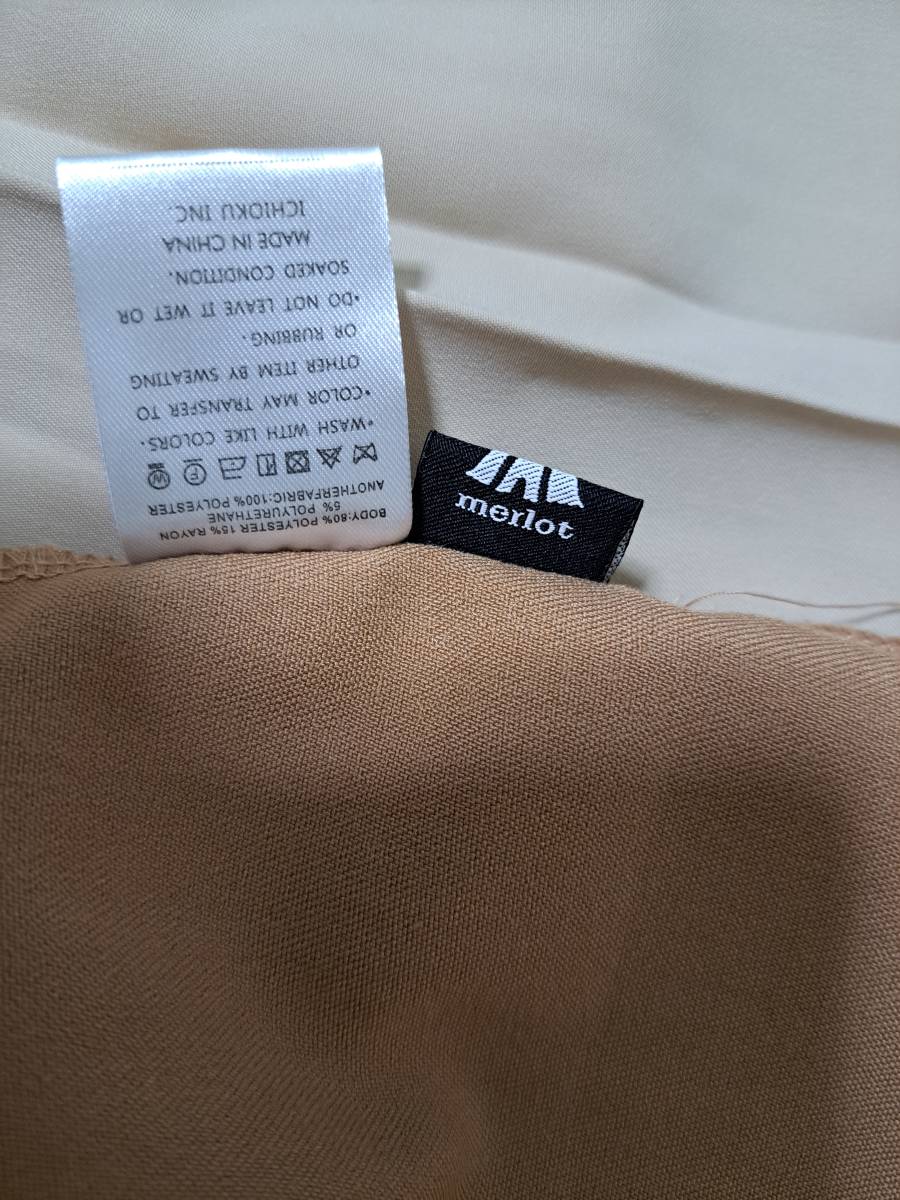 BODY:80% POLYESTER 15% RAYON
5% POLYURETHANE
ANOTHERFABRIC:100% POLYESTER
W F
•WASH WITH LIKE COLORS.
•COLOR MAY TRANSFER TO
OTHER ITEM BY SWEATING
OR RUBBING.
•DO NOT LEAVE IT WET OR
SOAKED CONDITION.
MADE IN CHINA
ICHIOKU INC.
merlot